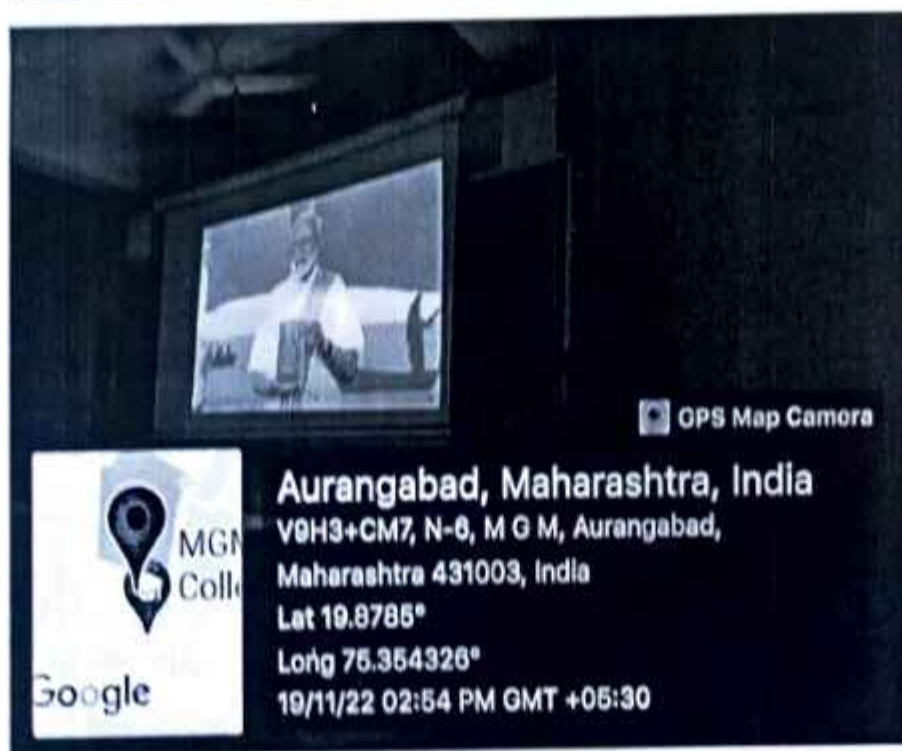 GPS Map Camera
Aurangabad, Maharashtra, India
V9H3+CM7, N-6, M G M, Aurangabad,
Maharashtra 431003, India
Lat 19.8785°
Long 75.354326°
19/11/22 02:54 PM GMT +05:30
MGM
Colle
Google